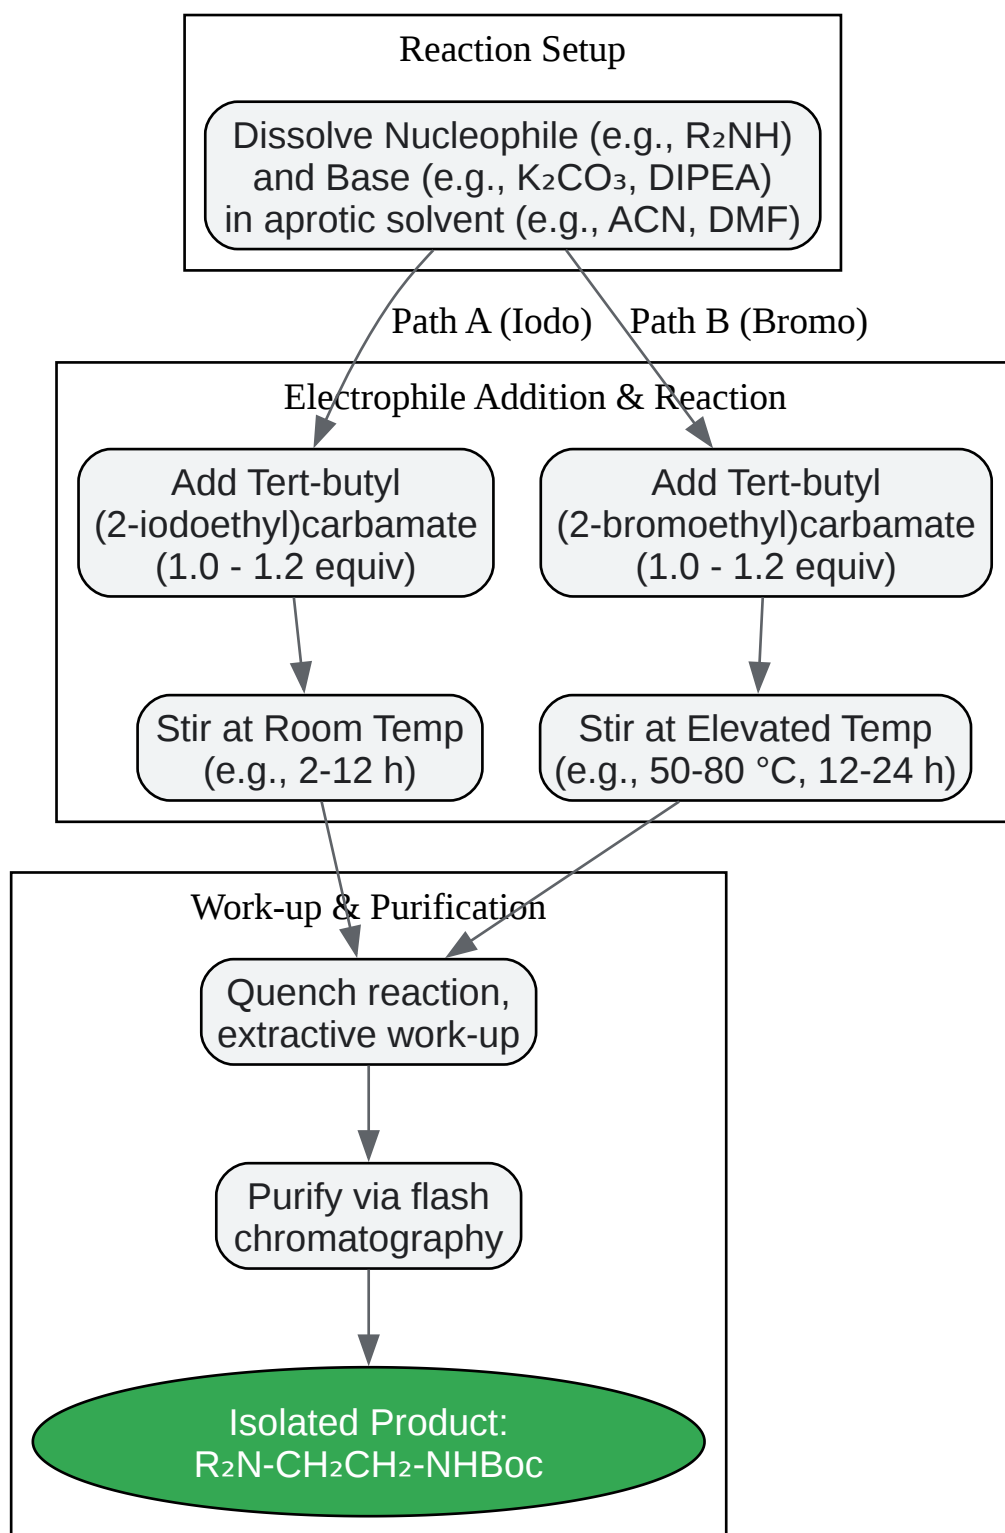 Reaction Setup
Dissolve Nucleophile (e.g., R₂NH)
and Base (e.g., K₂CO₃, DIPEA)
in aprotic solvent (e.g., ACN, DMF)
Path A (Iodo)
Path B (Bromo)
Electrophile Addition & Reaction
Add Tert-butyl
(2-iodoethyl)carbamate
(1.0 - 1.2 equiv)
Add Tert-butyl
(2-bromoethyl)carbamate
(1.0 - 1.2 equiv)
Stir at Room Temp
(e.g., 2-12 h)
Stir at Elevated Temp
(e.g., 50-80 °C, 12-24 h)
Work-up & Purification
Quench reaction,
extractive work-up
Purify via flash
chromatography
Isolated Product:
R₂N-CH₂CH₂-NHBoc